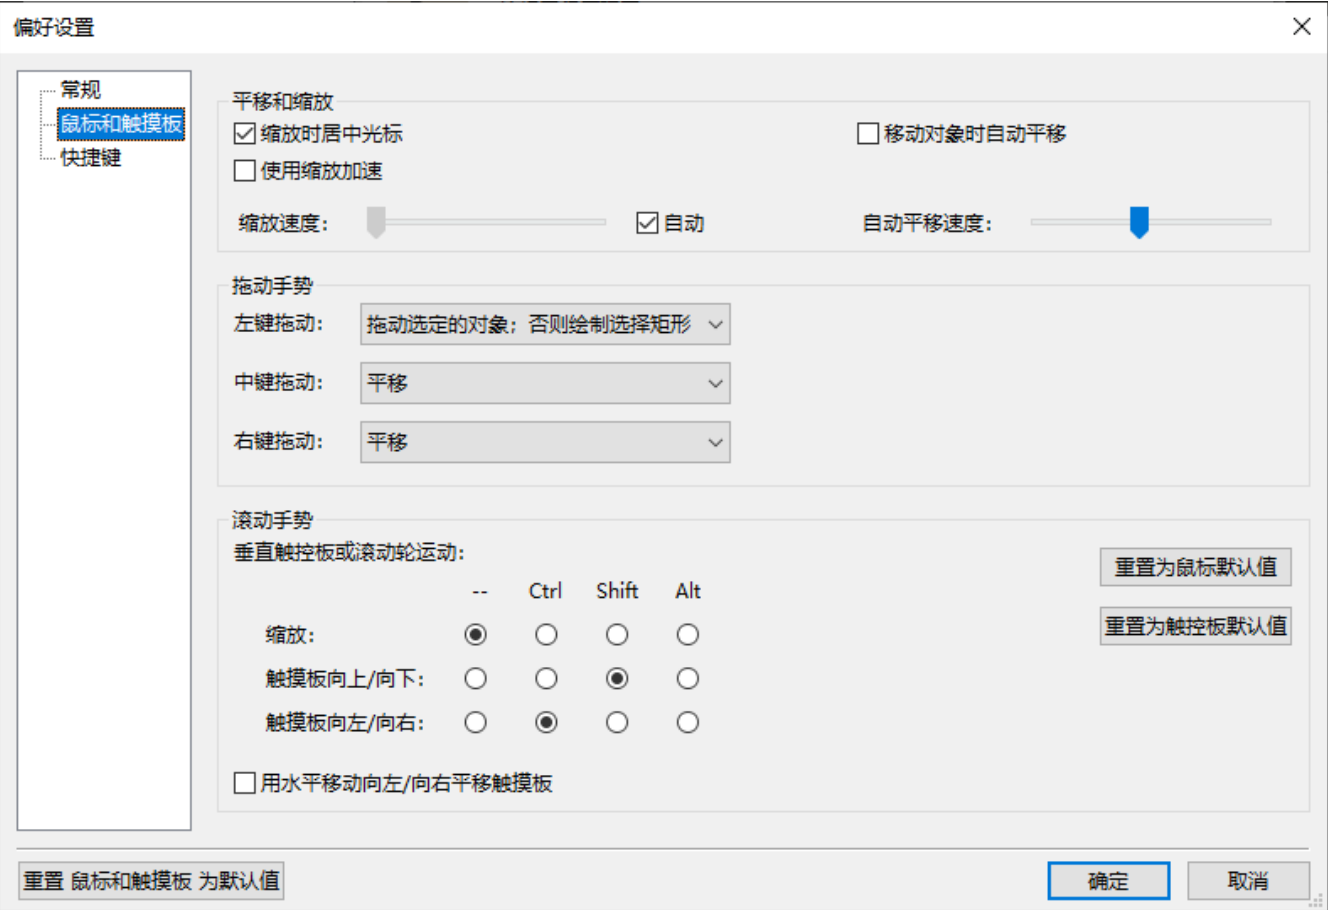 偏好设置
常规
鼠标和触摸板
快捷键
平移和缩放
缩放时居中光标
移动对象时自动平移
使用缩放加速
缩放速度:
自动
自动平移速度:
拖动手势
左键拖动:
拖动选定的对象；否则绘制选择矩形
中键拖动:
平移
右键拖动:
平移
滚动手势
垂直触控板或滚动轮运动:
重置为鼠标默认值
-- Ctrl Shift Alt
重置为触控板默认值
缩放:
触摸板向上/向下:
触摸板向左/向右:
用水平移动向左/向右平移触摸板
重置 鼠标和触摸板 为默认值
确定
取消